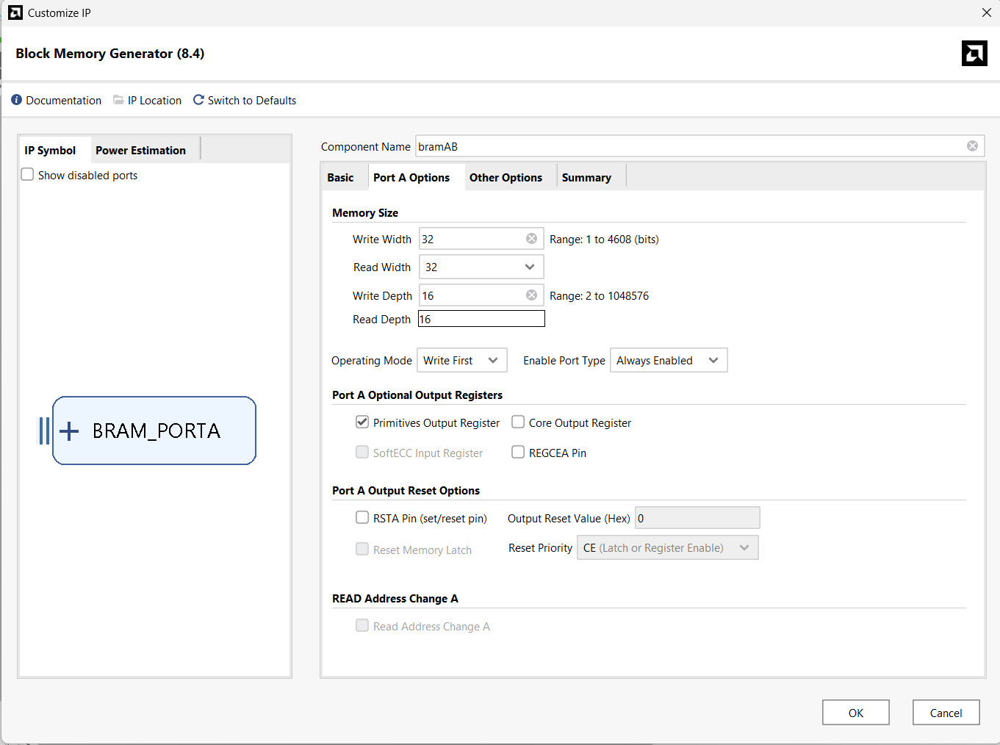 Customize IP
Block Memory Generator (8.4)
Documentation IP Location Switch to Defaults
IP Symbol Power Estimation
Show disabled ports
BRAM_PORTA
Component Name bramAB
Basic Port A Options Other Options Summary
Memory Size
Write Width 32 Range: 1 to 4608 (bits)
Read Width 32
Write Depth 16 Range: 2 to 1048576
Read Depth 16
Operating Mode Write First Enable Port Type Always Enabled
Port A Optional Output Registers
Primitives Output Register Core Output Register
SoftECC Input Register REGCEA Pin
Port A Output Reset Options
RSTA Pin (set/reset pin) Output Reset Value (Hex) 0
Reset Memory Latch Reset Priority CE (Latch or Register Enable)
READ Address Change A
Read Address Change A
OK Cancel